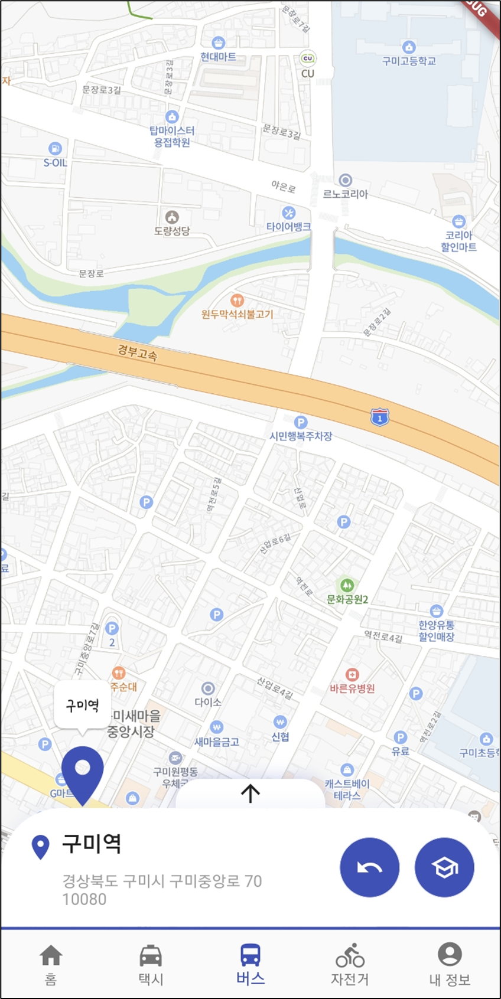 문장로7길
현대마트
CU
CU
구미고등학교
문장로3길
문장로3길
탑마이스터
용접학원
문장로3길
S-OIL
야은로
르노코리아
도량성당
타이어뱅크
코리아
할인마트
문장로
원두막석쇠불고기
문장로2길
경부고속
1
P
시민행복주차장
역전로5길
산업로
길
P
P
산업로6길
료
역전로
문화공원2
P
한양유통
할인매장
P
2
역전로4길
구미중앙로7길
주순대
다이소
산업로4길
바른유병원
P
구미역
미새마을
중앙시장
새마을금고
신협
역전로2길
P
P
유료
구미초등학
구미원평동
우체국
G마트
캐스트베이
테라스
구미역
경상북도 구미시 구미중앙로 70
10080
홈
택시
버스
자전거
내 정보